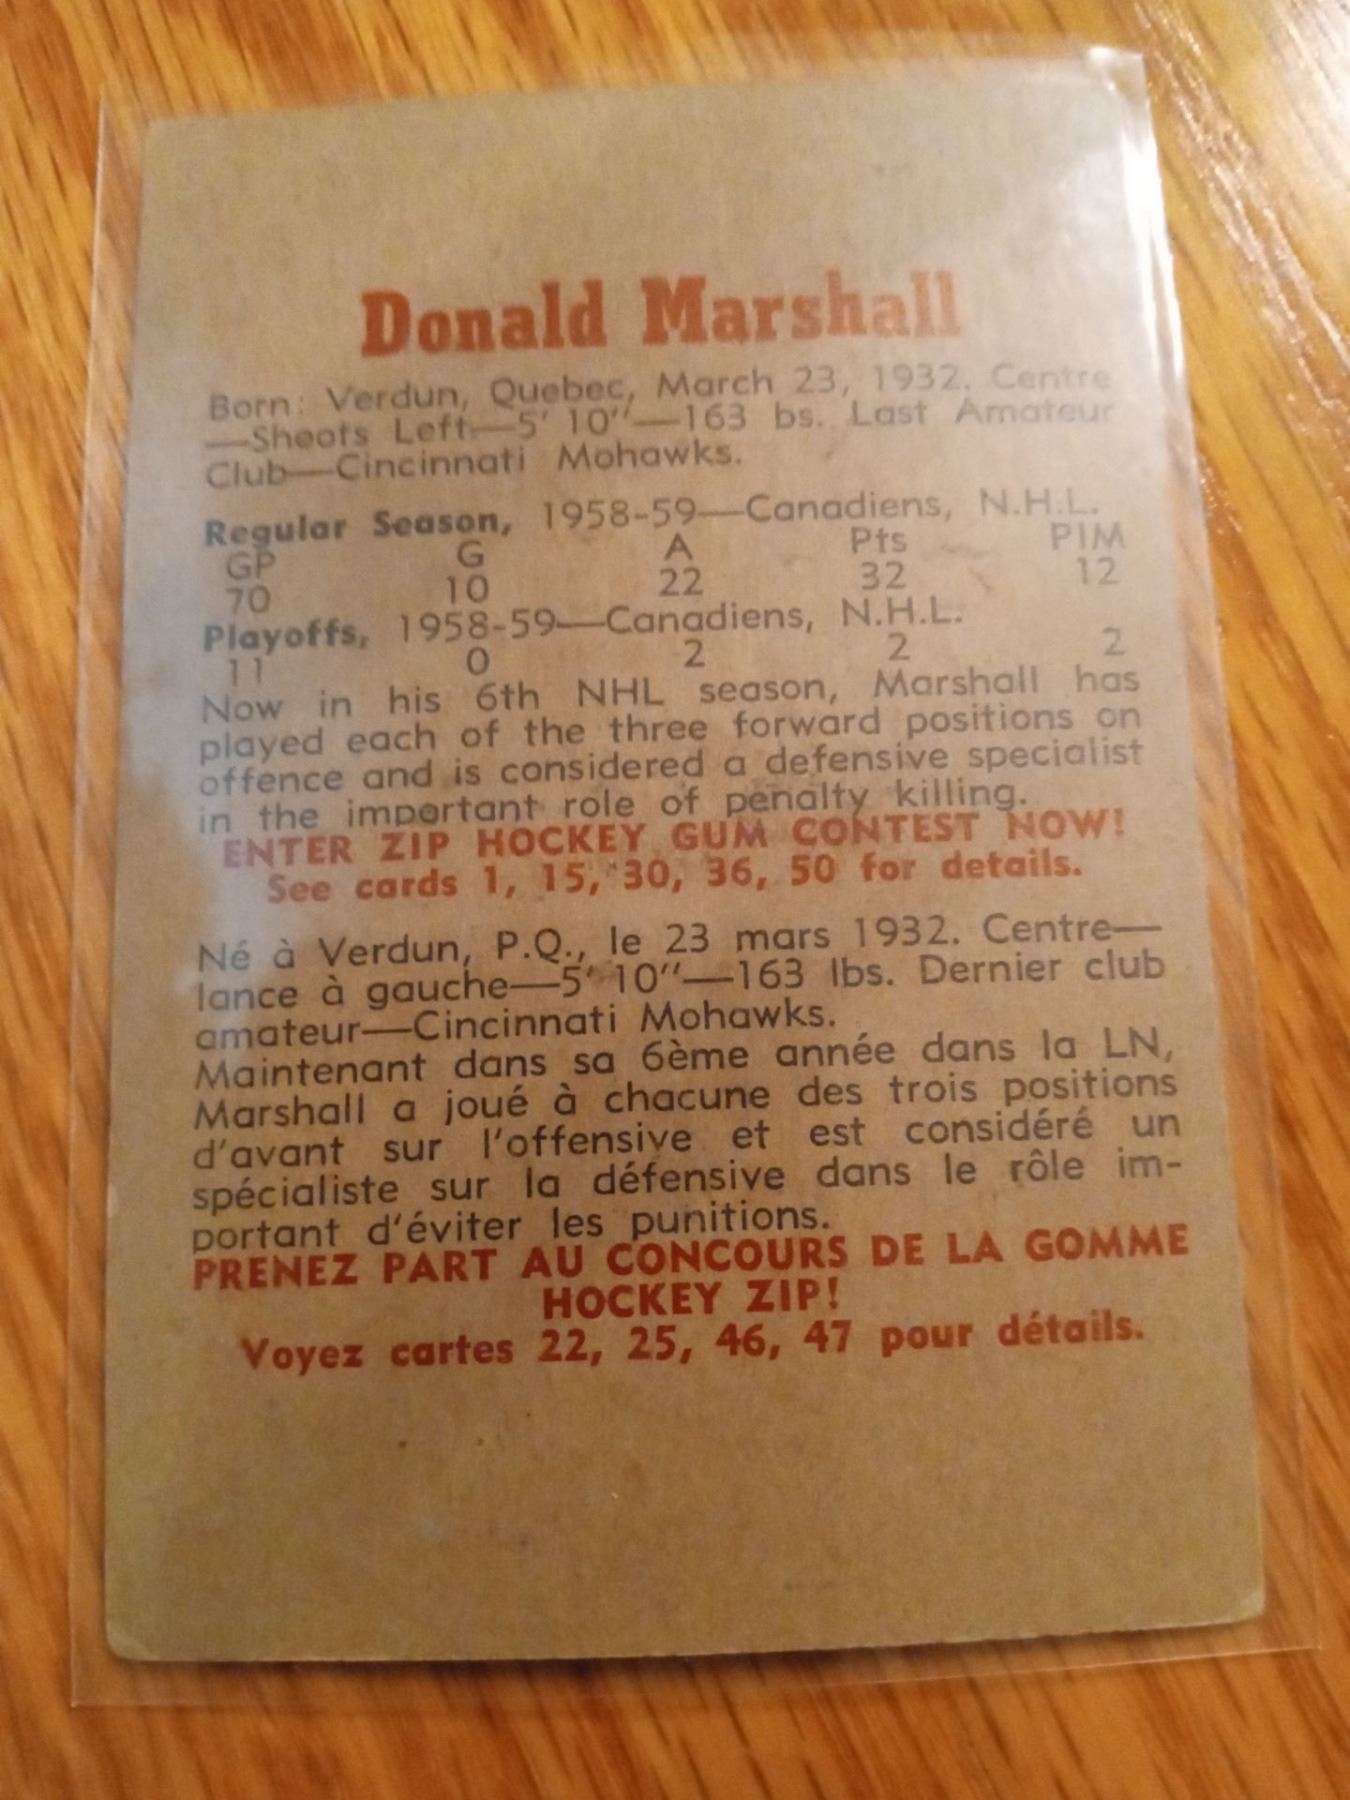 Donald Marshall
Born: Verdun, Quebec, March 23, 1932. Centre
—Shoots Left—5' 10"—163 bs. Last Amateur
Club—Cincinnati Mohawks.
Regular Season, 1958-59—Canadiens, N.H.L.
GP G A Pts PIM
70 10 22 32 12
Playoffs, 1958-59—Canadiens, N.H.L.
11 0 2 2 2
Now in his 6th NHL season, Marshall has
played each of the three forward positions on
offence and is considered a defensive specialist
in the important role of penalty killing.
ENTER ZIP HOCKEY GUM CONTEST NOW!
See cards 1, 15, 30, 36, 50 for details.
Né à Verdun, P.Q., le 23 mars 1932. Centre—
lance à gauche—5' 10"—163 lbs. Dernier club
amateur—Cincinnati Mohawks.
Maintenant dans sa 6ème année dans la LN,
Marshall a joué à chacune des trois positions
d'avant sur l'offensive et est considéré un
spécialiste sur la défensive dans le rôle im-
portant d'éviter les punitions.
PRENEZ PART AU CONCOURS DE LA GOMME
HOCKEY ZIP!
Voyez cartes 22, 25, 46, 47 pour détails.